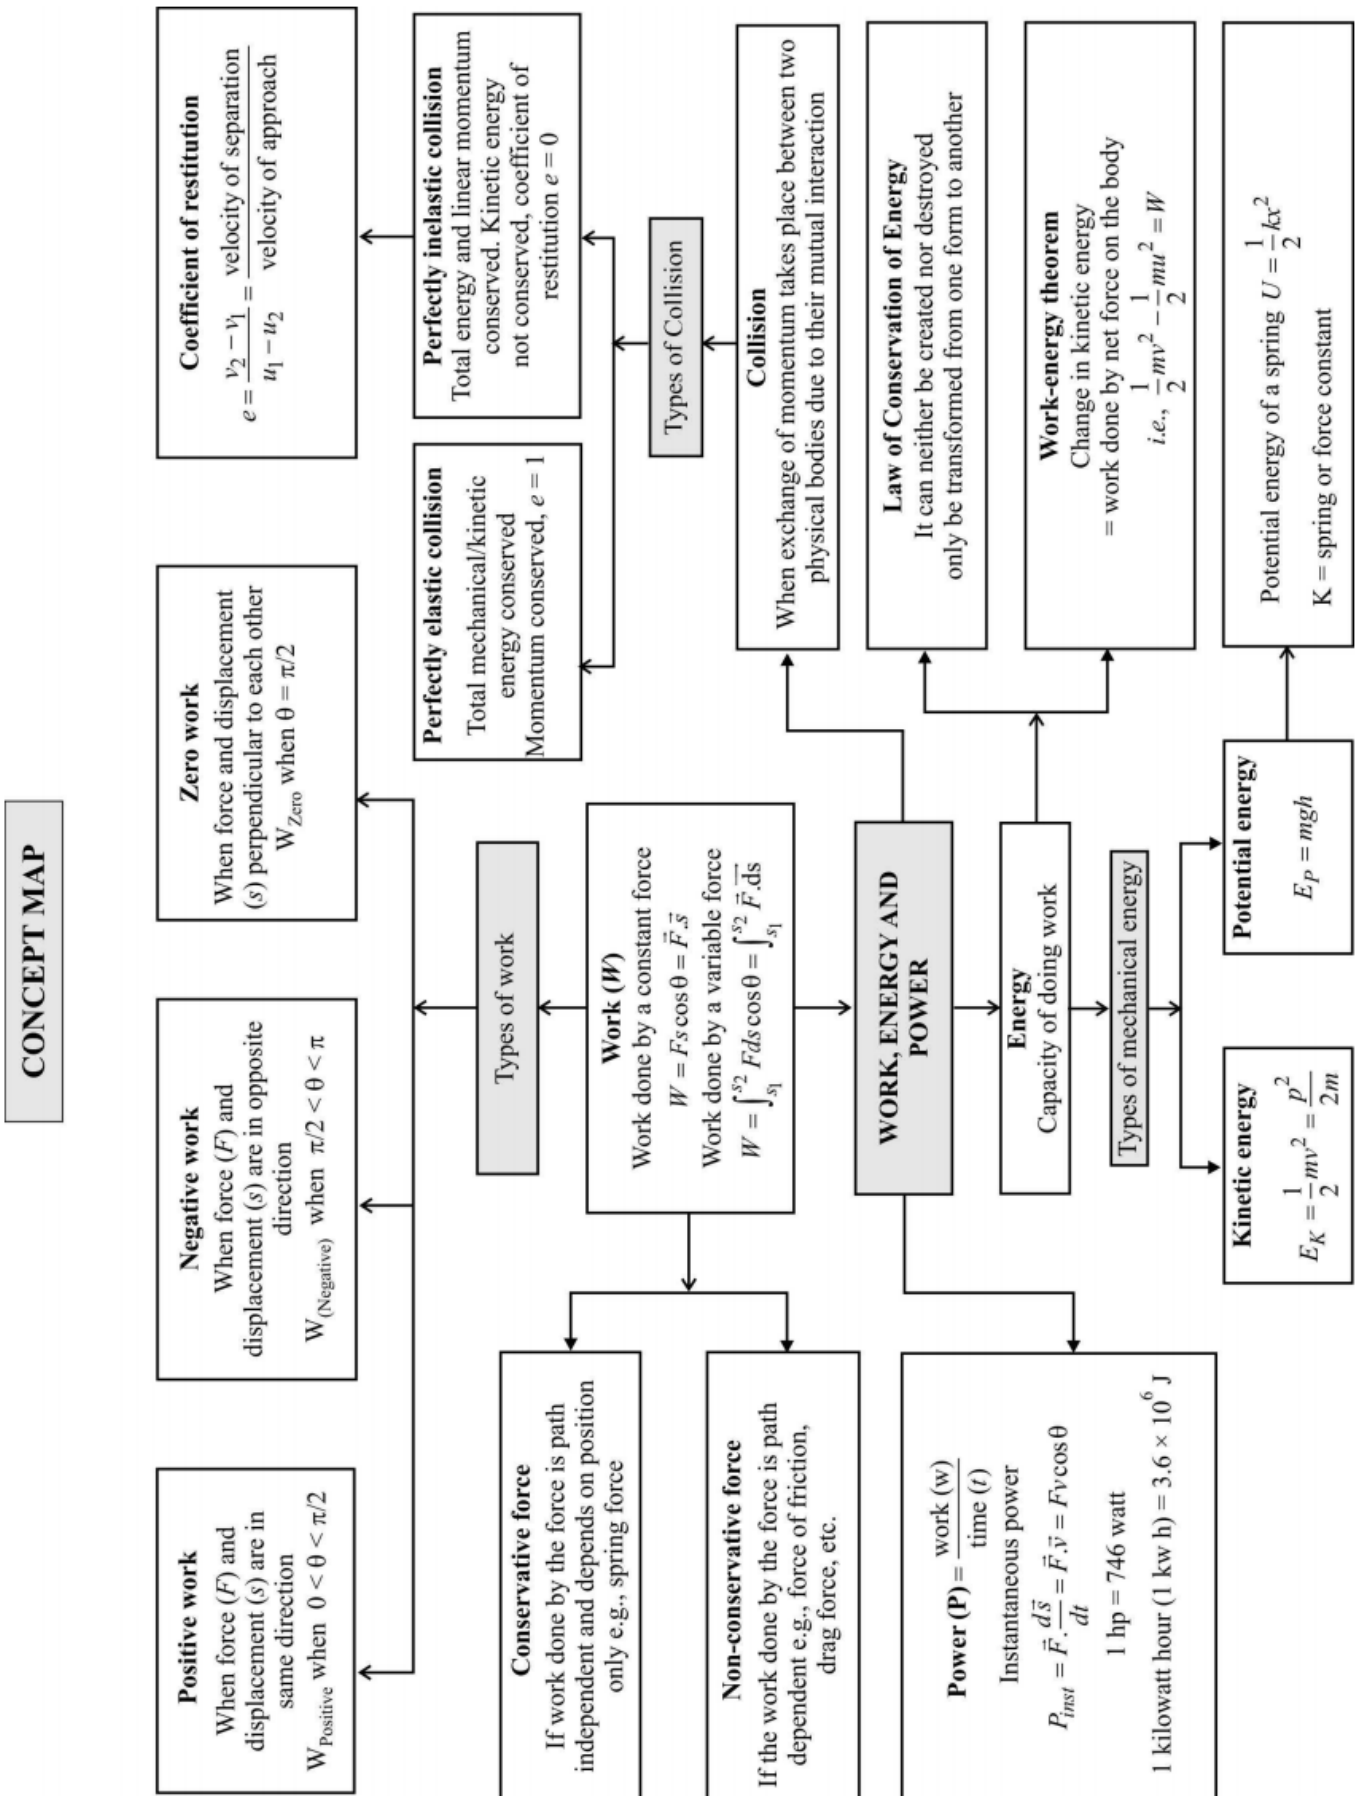 CONCEPT MAP
Positive work
When force (F) and
displacement (s) are in
same direction
W_Positive when 0 < θ < π/2
Negative work
When force (F) and
displacement (s) are in opposite
direction
W_(Negative) when π/2 < θ < π
Zero work
When force and displacement
(s) perpendicular to each other
W_Zero when θ = π/2
Coefficient of restitution
e = (v₂ − v₁)/(u₁ − u₂) = velocity of separation / velocity of approach
Perfectly elastic collision
Total mechanical/kinetic
energy conserved
Momentum conserved, e = 1
Perfectly inelastic collision
Total energy and linear momentum
conserved. Kinetic energy
not conserved, coefficient of
restitution e = 0
Types of work
Types of Collision
Conservative force
If work done by the force is path
independent and depends on position
only e.g., spring force
Work (W)
Work done by a constant force
W = Fs cos θ = F⃗.s⃗
Work done by a variable force
W = ∫_{s₁}^{s₂} Fds cos θ = ∫_{s₁}^{s₂} F⃗.ds⃗
Collision
When exchange of momentum takes place between two
physical bodies due to their mutual interaction
Non-conservative force
If the work done by the force is path
dependent e.g., force of friction,
drag force, etc.
WORK, ENERGY AND
POWER
Law of Conservation of Energy
It can neither be created nor destroyed
only be transformed from one form to another
Power (P) = work (w) / time (t)
Instantaneous power
P_inst = F⃗.ds⃗/dt = F⃗.v⃗ = Fv cos θ
1 hp = 746 watt
1 kilowatt hour (1 kw h) = 3.6 × 10⁶ J
Energy
Capacity of doing work
Work-energy theorem
Change in kinetic energy
= work done by net force on the body
i.e., 1/2 mv² − 1/2 mu² = W
Types of mechanical energy
Kinetic energy
E_K = 1/2 mv² = p²/2m
Potential energy
E_P = mgh
Potential energy of a spring U = 1/2 kx²
K = spring or force constant